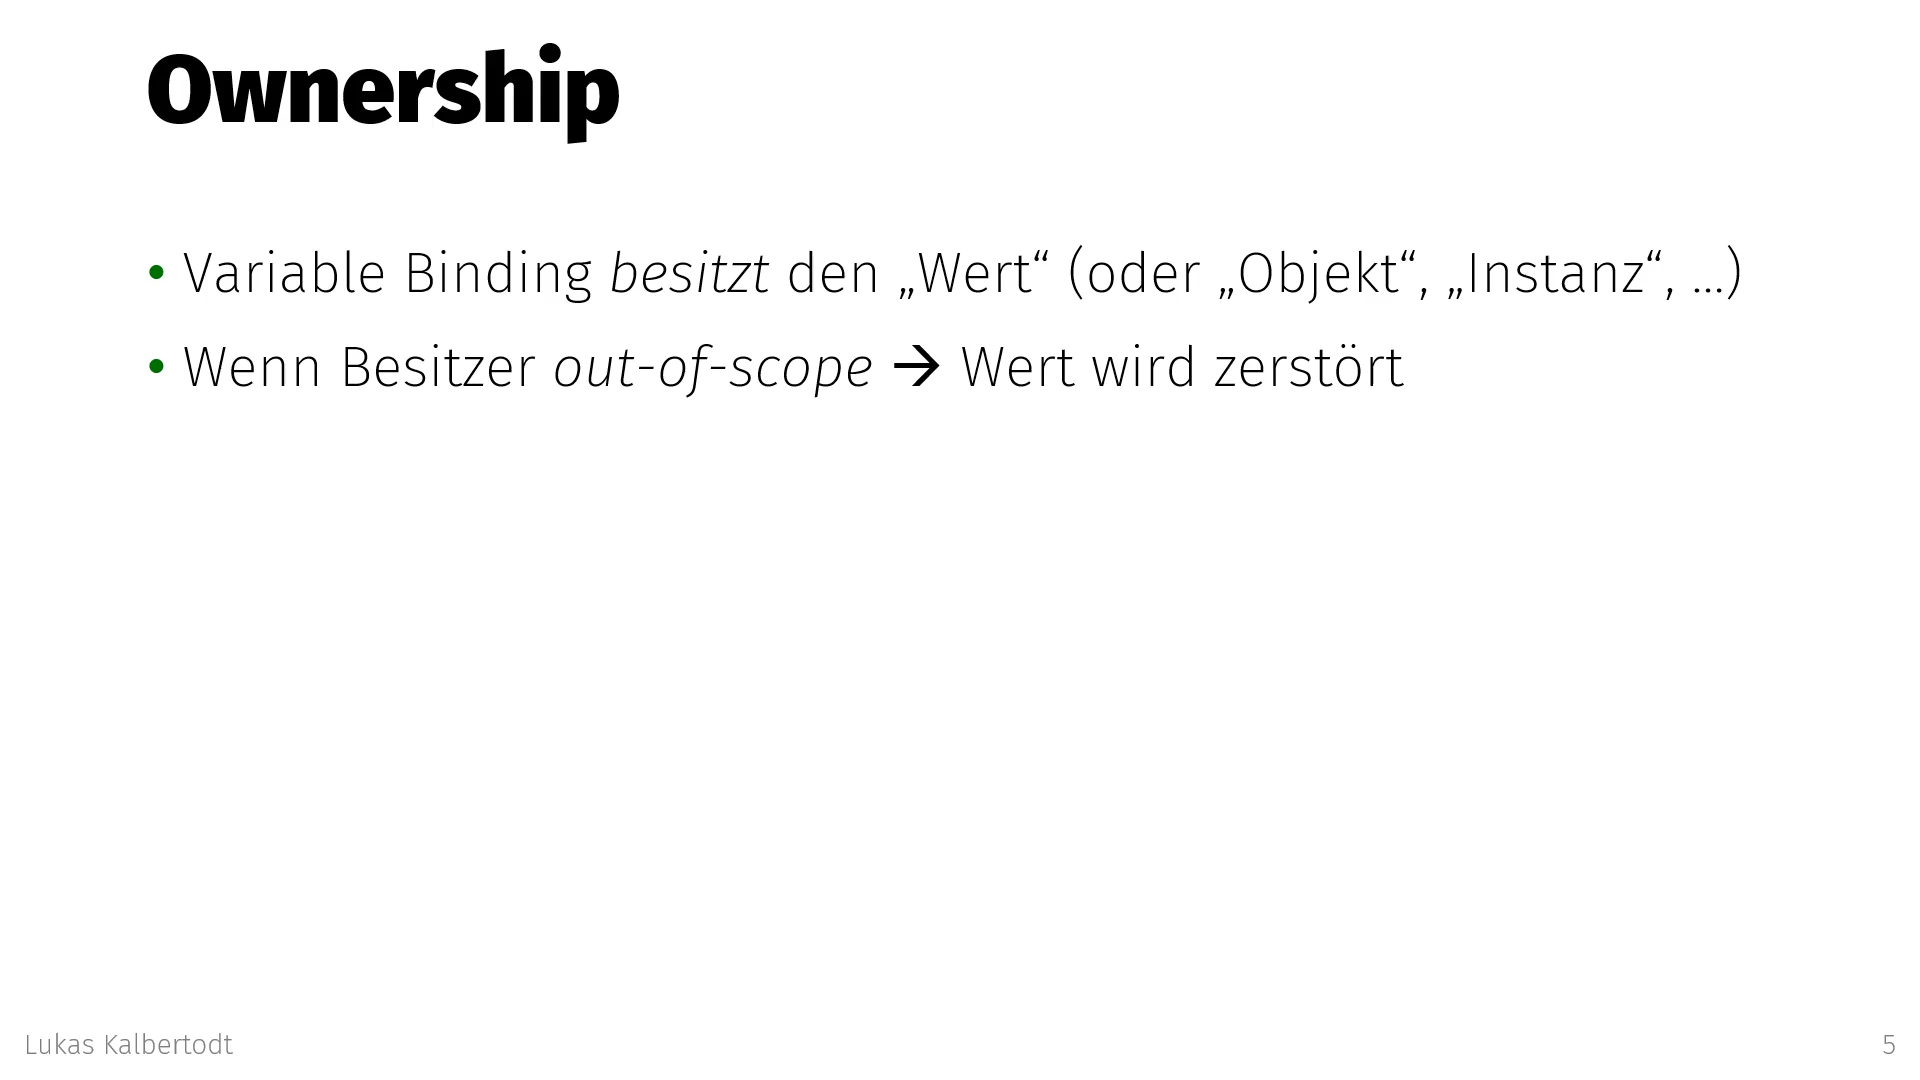 Ownership
• Variable Binding besitzt den „Wert“ (oder „Objekt“, „Instanz“, …)
• Wenn Besitzer out-of-scope → Wert wird zerstört
Lukas Kalbertodt
5